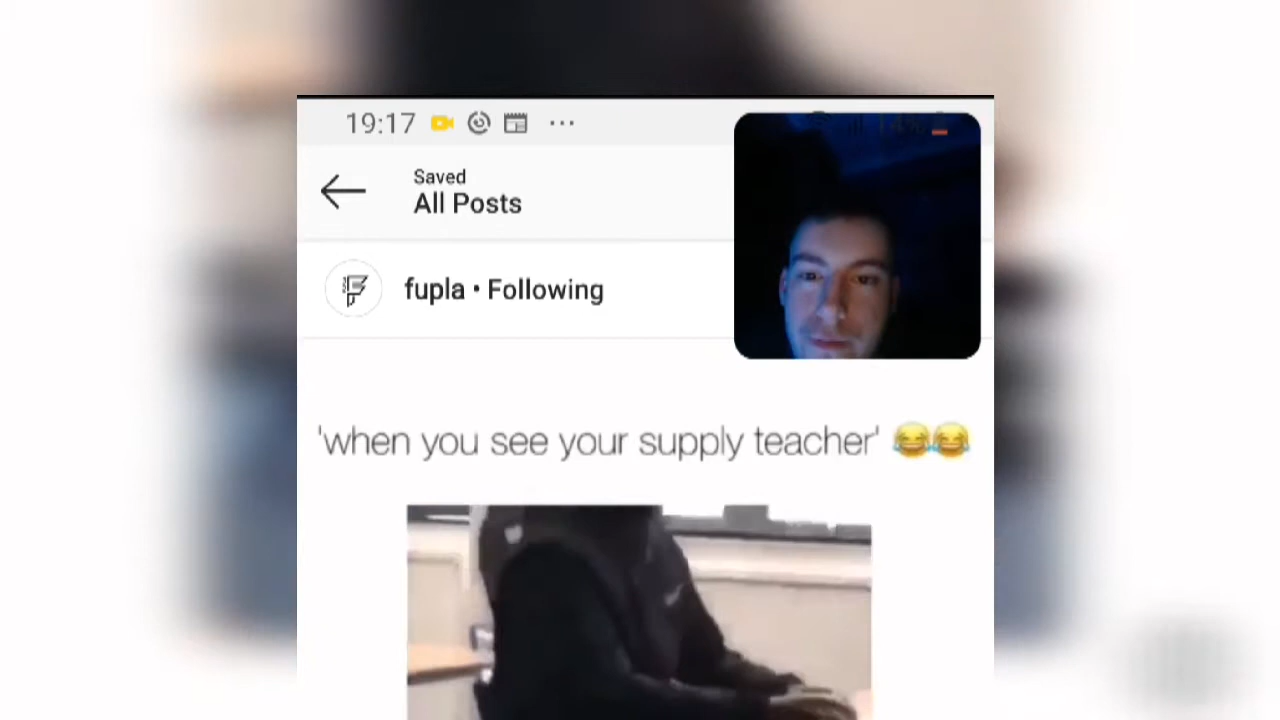 19:17
Saved
All Posts
fupla • Following
'when you see your supply teacher' 😂😂